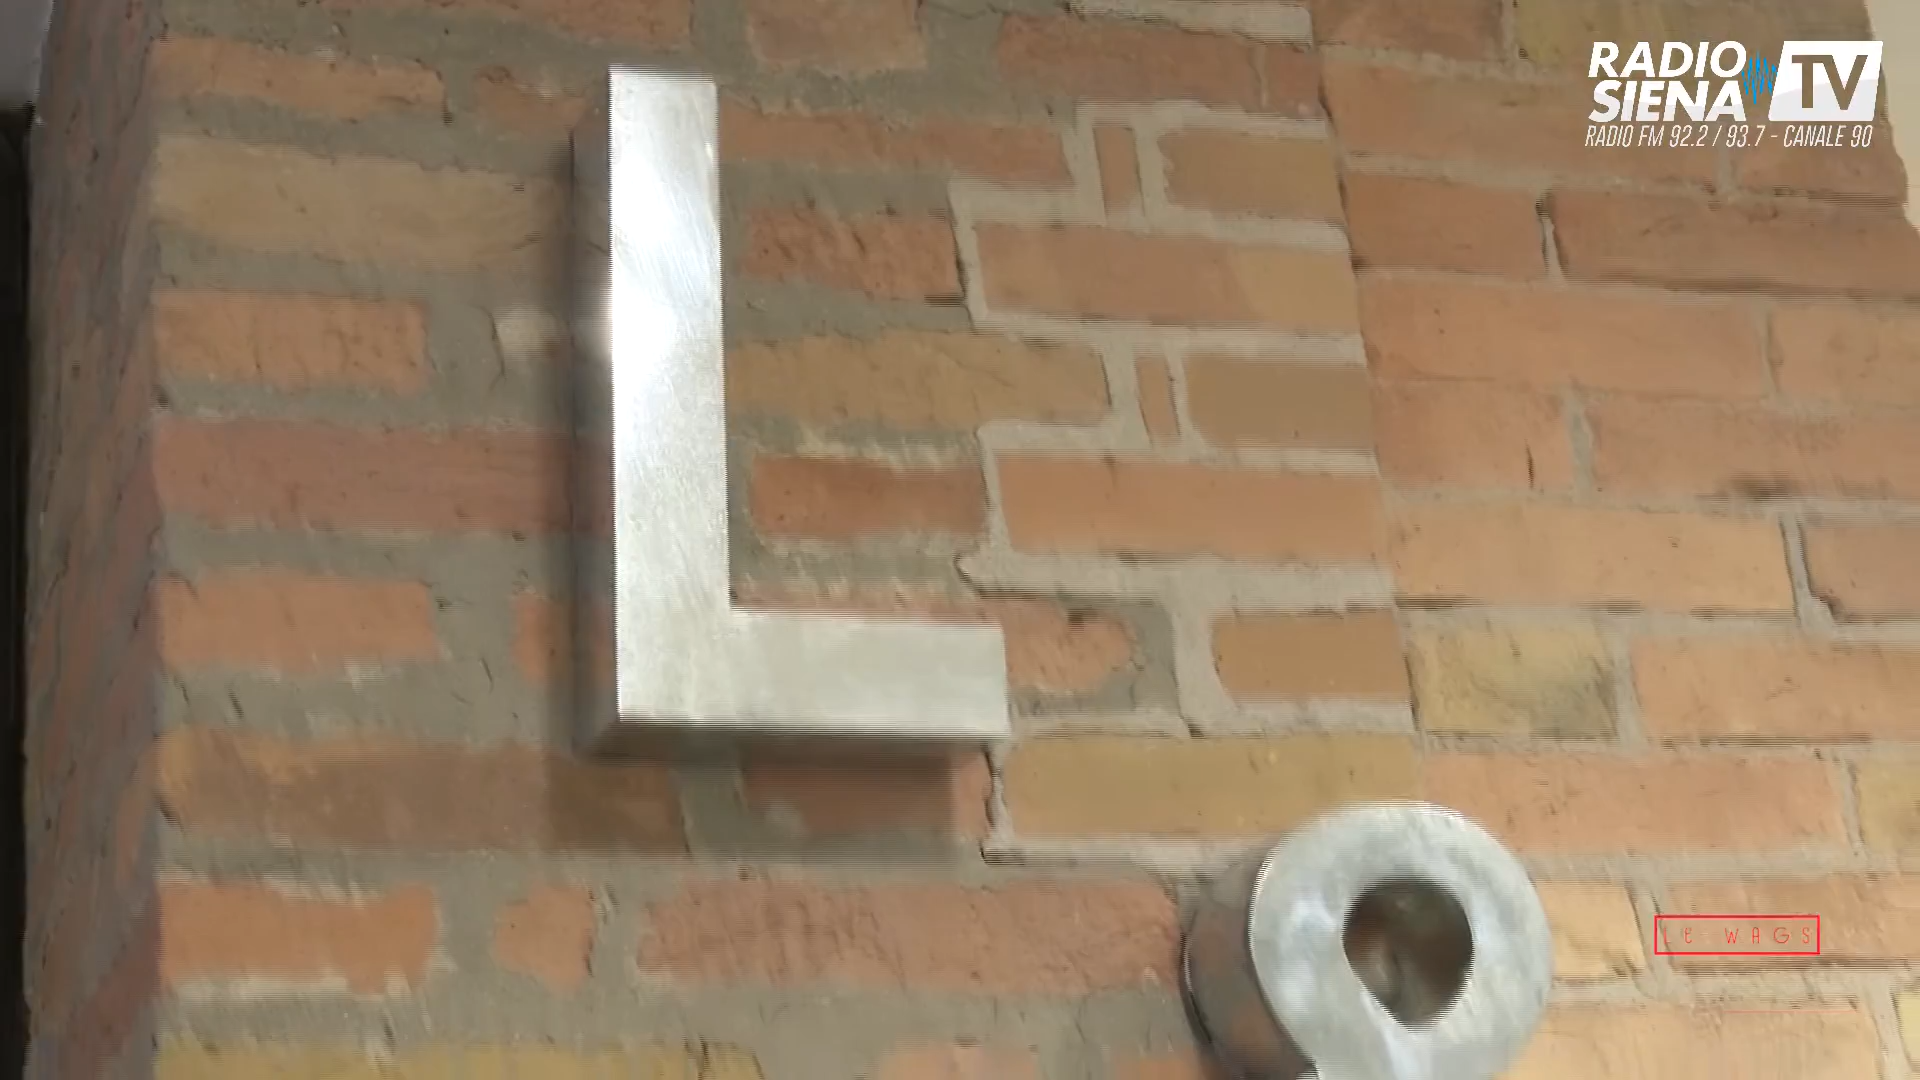 RADIO
SIENA TV
RADIO FM 92.2 / 93.7 - CANALE 90
L
LE WAGS